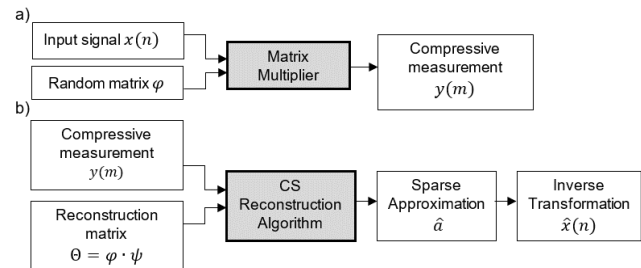 a)
Input signal x(n)
Random matrix φ
Matrix
Multiplier
Compressive
measurement
y(m)
b)
Compressive
measurement
y(m)
Reconstruction
matrix
Θ = φ · ψ
CS
Reconstruction
Algorithm
Sparse
Approximation
â
Inverse
Transformation
x̂(n)